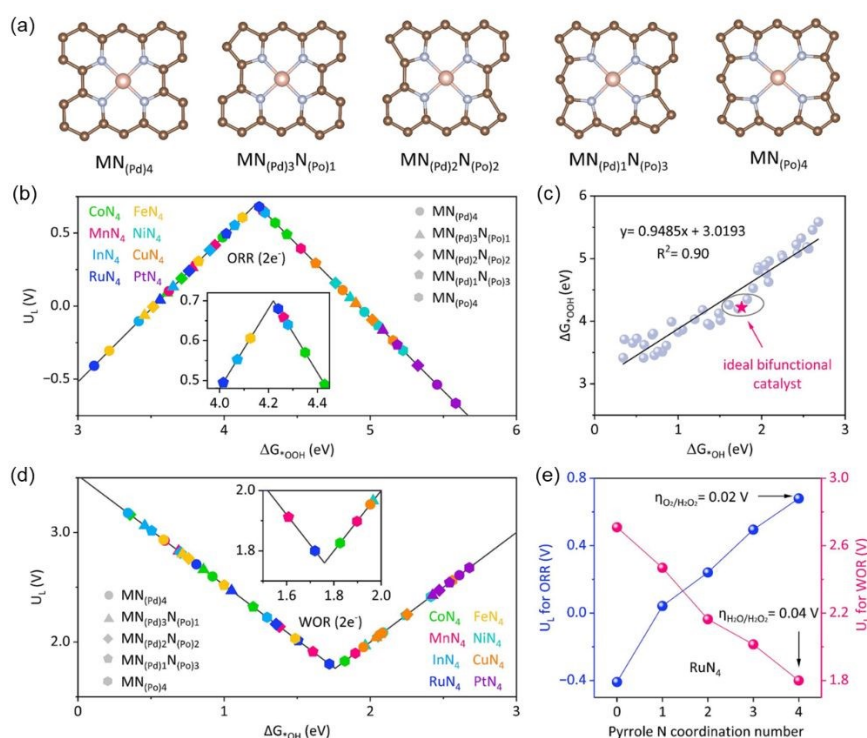 (a)
MN(Pd)4
MN(Pd)3N(Po)1
MN(Pd)2N(Po)2
MN(Pd)1N(Po)3
MN(Po)4
(b)
CoN4 FeN4
MnN4 NiN4
InN4 CuN4
RuN4 PtN4
ORR (2e-)
MN(Pd)4
MN(Pd)3N(Po)1
MN(Pd)2N(Po)2
MN(Pd)1N(Po)3
MN(Po)4
UL (V)
0.5
0.0
−0.5
0.7
0.6
0.5
4.0 4.2 4.4
3 4 5 6
ΔG*OOH (eV)
(c)
ΔG*OOH (eV)
6
5
4
3
y= 0.9485x + 3.0193
R2= 0.90
ideal bifunctional
catalyst
0 1 2 3
ΔG*OH (eV)
(d)
UL (V)
3.0
2.0
2.0
1.8
1.6 1.8 2.0
WOR (2e-)
MN(Pd)4
MN(Pd)3N(Po)1
MN(Pd)2N(Po)2
MN(Pd)1N(Po)3
MN(Po)4
CoN4 FeN4
MnN4 NiN4
InN4 CuN4
RuN4 PtN4
0 1 2 3
ΔG*OH (eV)
(e)
UL for ORR (V)
0.8
0.4
0.0
−0.4
ηO2/H2O2= 0.02 V
ηH2O/H2O2= 0.04 V
RuN4
3.0
2.7
2.4
2.1
1.8
UL for WOR (V)
0 1 2 3 4
Pyrrole N coordination number